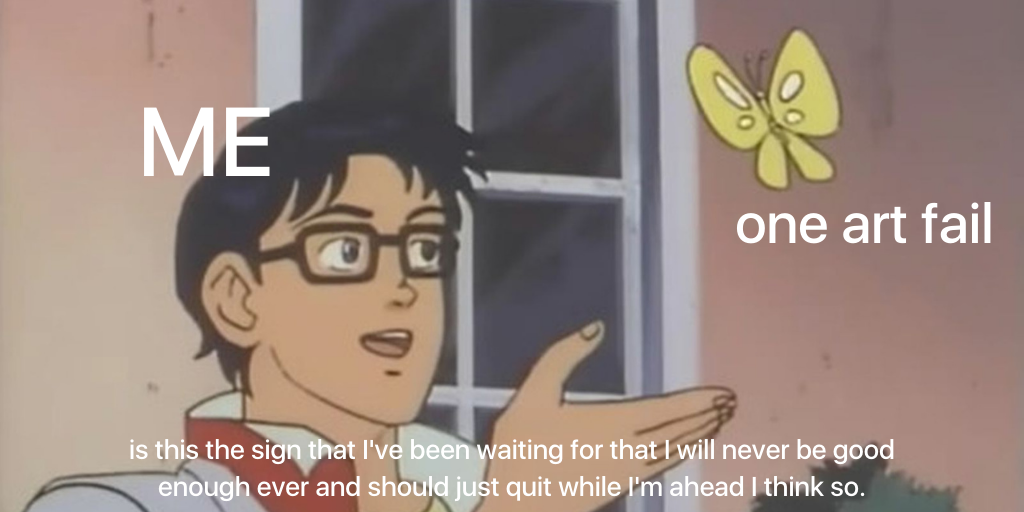 ME
one art fail
is this the sign that I've been waiting for that I will never be good
enough ever and should just quit while I'm ahead I think so.